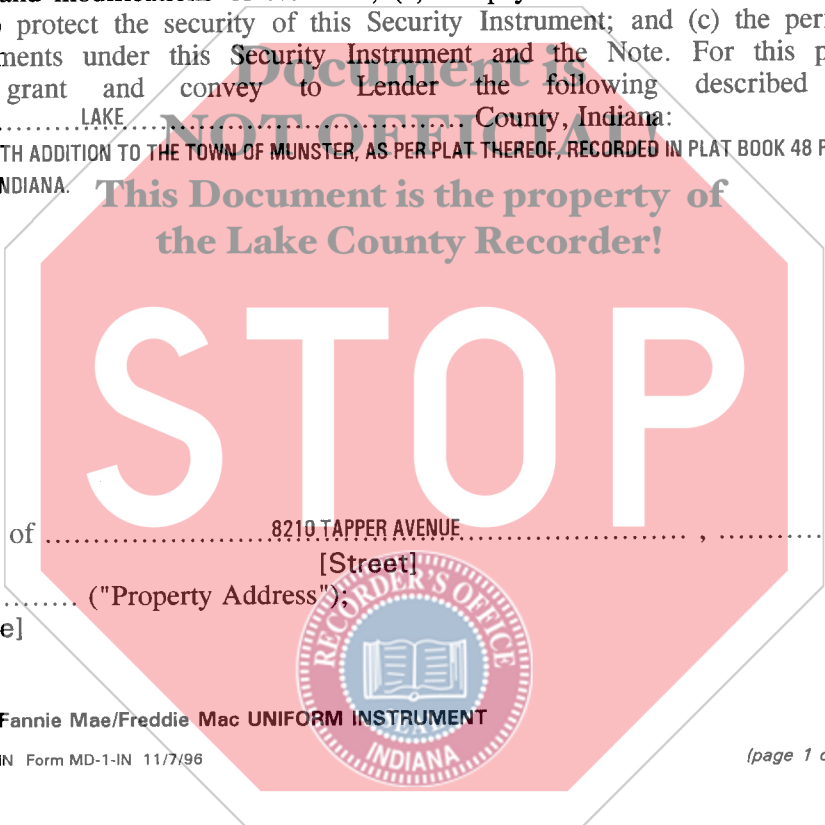 and modifications
protect the security of this Security Instrument; and (c) the per
ments under this Security Instrument and the Note. For this p
Document is
grant and convey to Lender the following described
LAKE County, Indiana:
NOT OFFICIAL!
TH ADDITION TO THE TOWN OF MUNSTER, AS PER PLAT THEREOF, RECORDED IN PLAT BOOK 48 P
NDIANA.
This Document is the property of
the Lake County Recorder!
STOP
of 8210 TAPPER AVENUE ,
[Street]
("Property Address");
e]
RECORDER'S OFFICE
Fannie Mae/Freddie Mac UNIFORM INSTRUMENT
SEAL
INDIANA
IN Form MD-1-IN 11/7/96
(page 1 o